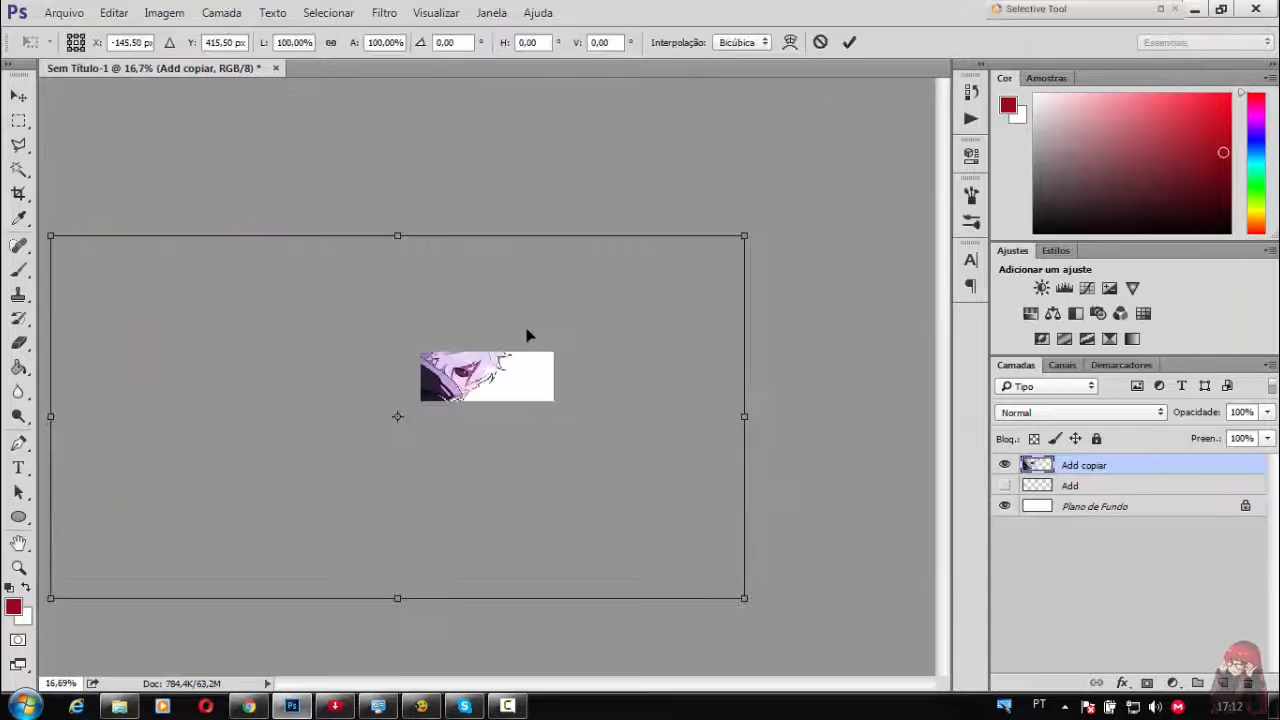 Ps Arquivo Editar Imagem Camada Texto Selecionar Filtro Visualizar Janela Ajuda
Selective Tool
X: -145,50 px Y: 415,50 px L: 100,00% A: 100,00% 0,00 ° H: 0,00 ° V: 0,00 ° Interpolação: Bicúbica
Essenciais
Sem Título-1 @ 16,7% (Add copiar, RGB/8) * ×
Cor Amostras
Ajustes Estilos
Adicionar um ajuste
Camadas Canais Demarcadores
Tipo
Normal Opacidade: 100%
Bloq.: Preen.: 100%
Add copiar
Add
Plano de Fundo
16,69% Doc: 784,4K/63,2M
PT 17:12